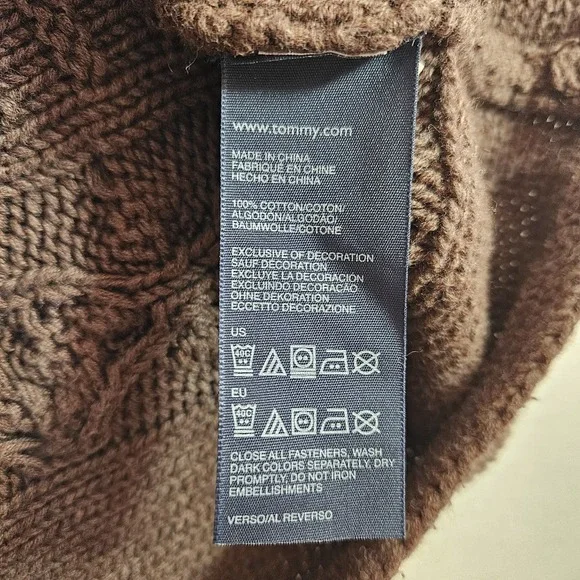 www.tommy.com
MADE IN CHINA
FABRIQUÉ EN CHINE
HECHO EN CHINA
100% COTTON/COTON/
ALGODÓN/ALGODÃO/
BAUMWOLLE/COTONE
EXCLUSIVE OF DECORATION
SAUF DÉCORATION
EXCLUYE LA DECORACIÓN
EXCLUINDO DECORAÇÃO
OHNE DEKORATION
ECCETTO DECORAZIONE
US
40C
EU
40C
CLOSE ALL FASTENERS, WASH
DARK COLORS SEPARATELY, DRY
PROMPTLY, DO NOT IRON
EMBELLISHMENTS
VERSO/AL REVERSO